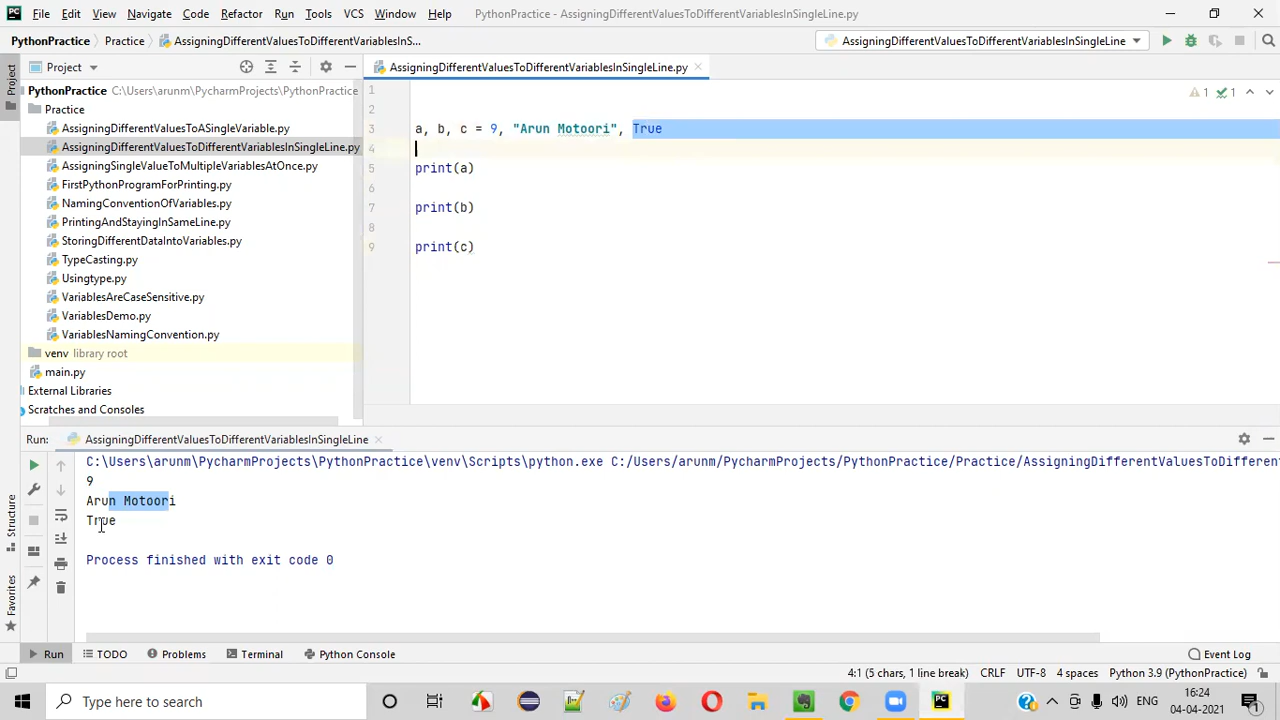 PC File Edit View Navigate Code Refactor Run Tools VCS Window Help PythonPractice - AssigningDifferentValuesToDifferentVariablesInSingleLine.py
PythonPractice Practice AssigningDifferentValuesToDifferentVariablesInS... AssigningDifferentValuesToDifferentVariablesInSingleLine
Project
Project
AssigningDifferentValuesToDifferentVariablesInSingleLine.py
PythonPractice C:\Users\arunm\PycharmProjects\PythonPractice
Practice
AssigningDifferentValuesToASingleVariable.py
AssigningDifferentValuesToDifferentVariablesInSingleLine.py
AssigningSingleValueToMultipleVariablesAtOnce.py
FirstPythonProgramForPrinting.py
NamingConventionOfVariables.py
PrintingAndStayingInSameLine.py
StoringDifferentDataIntoVariables.py
TypeCasting.py
Usingtype.py
VariablesAreCaseSensitive.py
VariablesDemo.py
VariablesNamingConvention.py
venv library root
main.py
External Libraries
Scratches and Consoles
1 1
1
2
3 a, b, c = 9, "Arun Motoori", True
4
5 print(a)
6
7 print(b)
8
9 print(c)
Run: AssigningDifferentValuesToDifferentVariablesInSingleLine
C:\Users\arunm\PycharmProjects\PythonPractice\venv\Scripts\python.exe C:/Users/arunm/PycharmProjects/PythonPractice/Practice/AssigningDifferentValuesToDifferent
9
Arun Motoori
True
Process finished with exit code 0
Structure
Favorites
Run TODO Problems Terminal Python Console Event Log
4:1 (5 chars, 1 line break) CRLF UTF-8 4 spaces Python 3.9 (PythonPractice)
Type here to search
16:24
04-04-2021
1